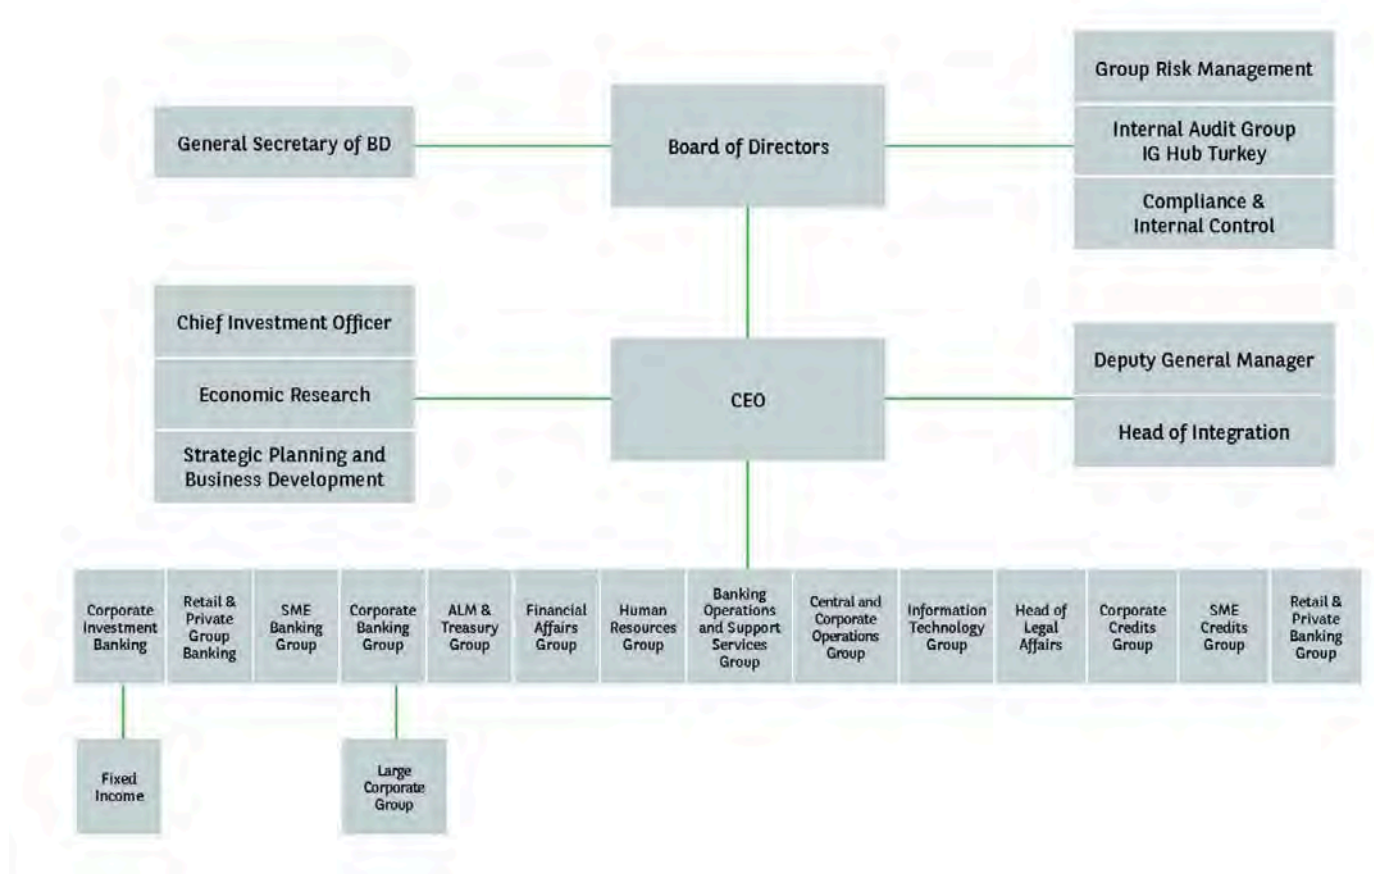 General Secretary of BD
Board of Directors
Group Risk Management
Internal Audit Group
IG Hub Turkey
Compliance &
Internal Control
Chief Investment Officer
Economic Research
Strategic Planning and
Business Development
CEO
Deputy General Manager
Head of Integration
Corporate
Investment
Banking
Retail &
Private
Group
Banking
SME
Banking
Group
Corporate
Banking
Group
ALM &
Treasury
Group
Financial
Affairs
Group
Human
Resources
Group
Banking
Operations
and Support
Services
Group
Central and
Corporate
Operations
Group
Information
Technology
Group
Head of
Legal
Affairs
Corporate
Credits
Group
SME
Credits
Group
Retail &
Private
Banking
Group
Fixed
Income
Large
Corporate
Group